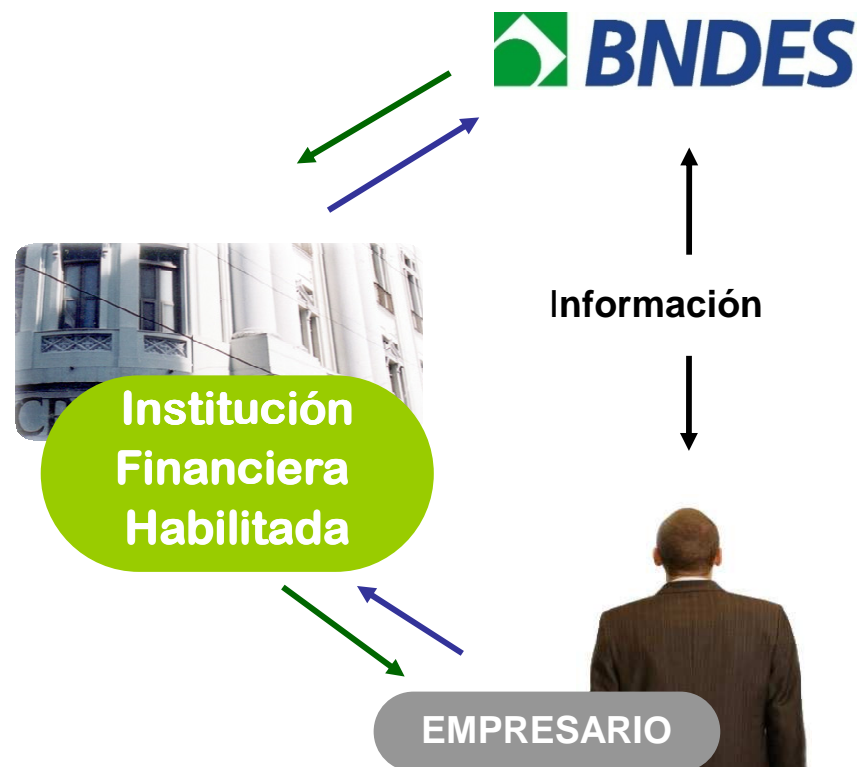 BNDES
Información
Institución
Financiera
Habilitada
EMPRESARIO